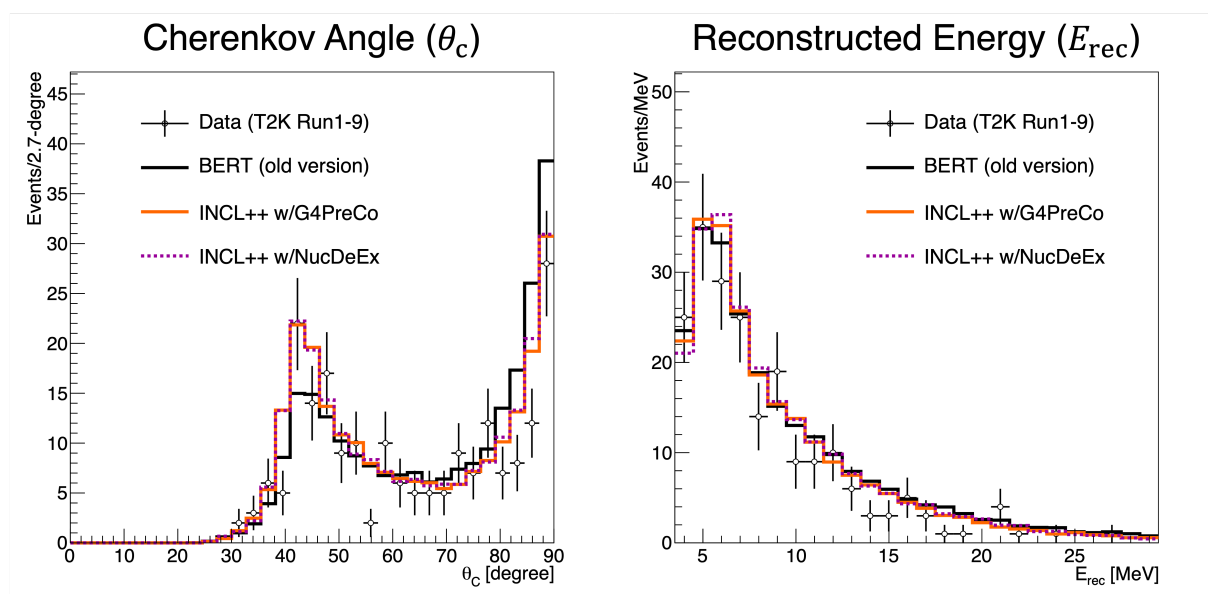 Cherenkov Angle (θc)
Events/2.7-degree
45
40
35
30
25
20
15
10
5
0
Data (T2K Run1-9)
BERT (old version)
INCL++ w/G4PreCo
INCL++ w/NucDeEx
0 10 20 30 40 50 60 70 80 90
θC [degree]
Reconstructed Energy (Erec)
Events/MeV
50
40
30
20
10
0
Data (T2K Run1-9)
BERT (old version)
INCL++ w/G4PreCo
INCL++ w/NucDeEx
5 10 15 20 25
Erec [MeV]